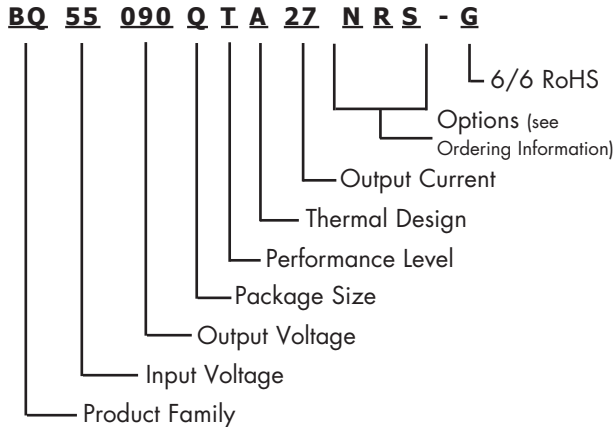 BQ 55 090 Q T A 27 N R S - G
6/6 RoHS
Options (see
Ordering Information)
Output Current
Thermal Design
Performance Level
Package Size
Output Voltage
Input Voltage
Product Family